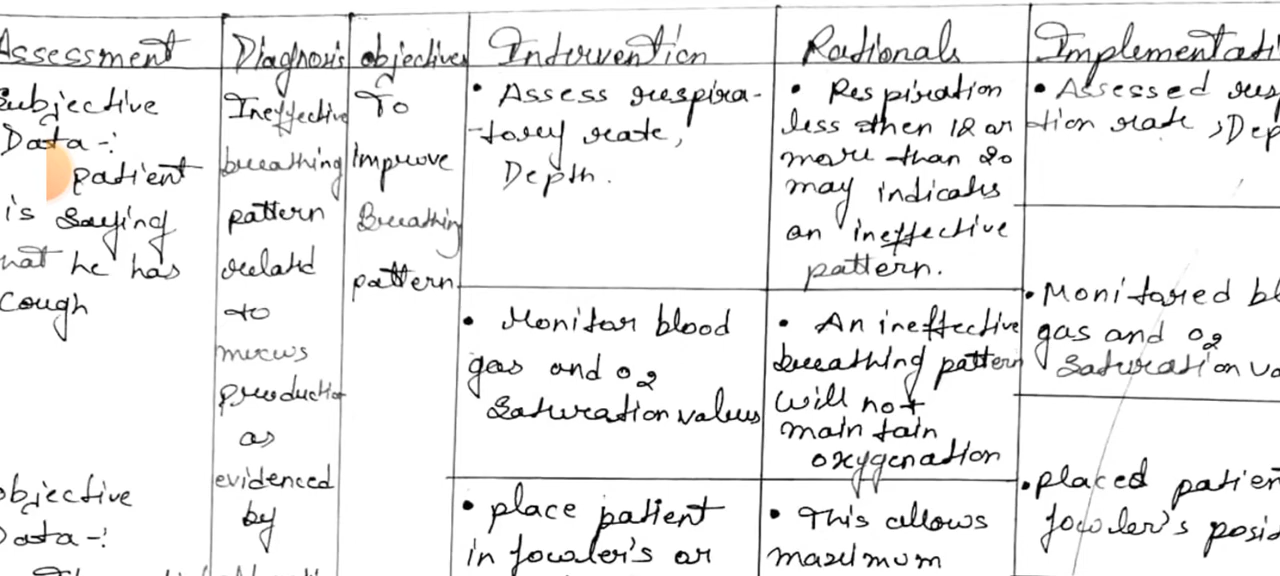 Assessment
Subjective
Data -:
patient
is Saying
hat he has
Cough
objective
Data -:
Diagnosis
Ineffective
breathing
pattern
related
to
mucus
production
as
evidenced
by
objectives
To
Improve
Breathing
pattern
Intervention
• Assess respira-
-tory rate,
Depth.
• Monitor blood
gas and O2
Saturation values
• place patient
in fowler's or
Rationals
• Respiration
less then 12 or
more than 20
may indicates
an ineffective
pattern.
• An ineffective
breathing pattern
will not
maintain
oxygenation
• This allows
maximum
Implementati
• Assessed resp
tion rate, Dep
• Monitored bl
gas and O2
Saturation va
• placed patien
fowler's posi